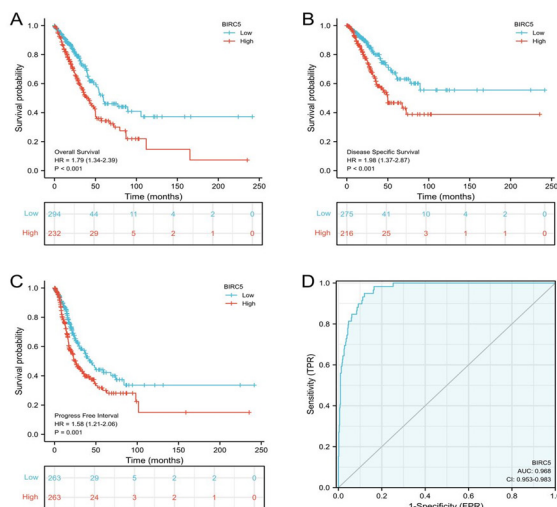 A
BIRC5
Low
High
Survival probability
1.0
0.8
0.6
0.4
0.2
0.0
Overall Survival
HR = 1.79 (1.34-2.39)
P < 0.001
0 50 100 150 200 250
Time (months)
Low 294 44 11 4 2 0
High 232 29 5 2 1 0
B
BIRC5
Low
High
Survival probability
1.0
0.8
0.6
0.4
0.2
0.0
Disease Specific Survival
HR = 1.98 (1.37-2.87)
P < 0.001
0 50 100 150 200 250
Time (months)
Low 275 41 10 4 2 0
High 216 25 3 1 1 0
C
BIRC5
Low
High
Survival probability
1.0
0.8
0.6
0.4
0.2
0.0
Progress Free Interval
HR = 1.58 (1.21-2.06)
P = 0.001
0 50 100 150 200 250
Time (months)
Low 263 29 5 2 2 0
High 263 24 3 2 1 0
D
Sensitivity (TPR)
1.0
0.8
0.6
0.4
0.2
0.0
BIRC5
AUC: 0.968
CI: 0.953-0.983
0.0 0.2 0.4 0.6 0.8 1.0
1-Specificity (FPR)